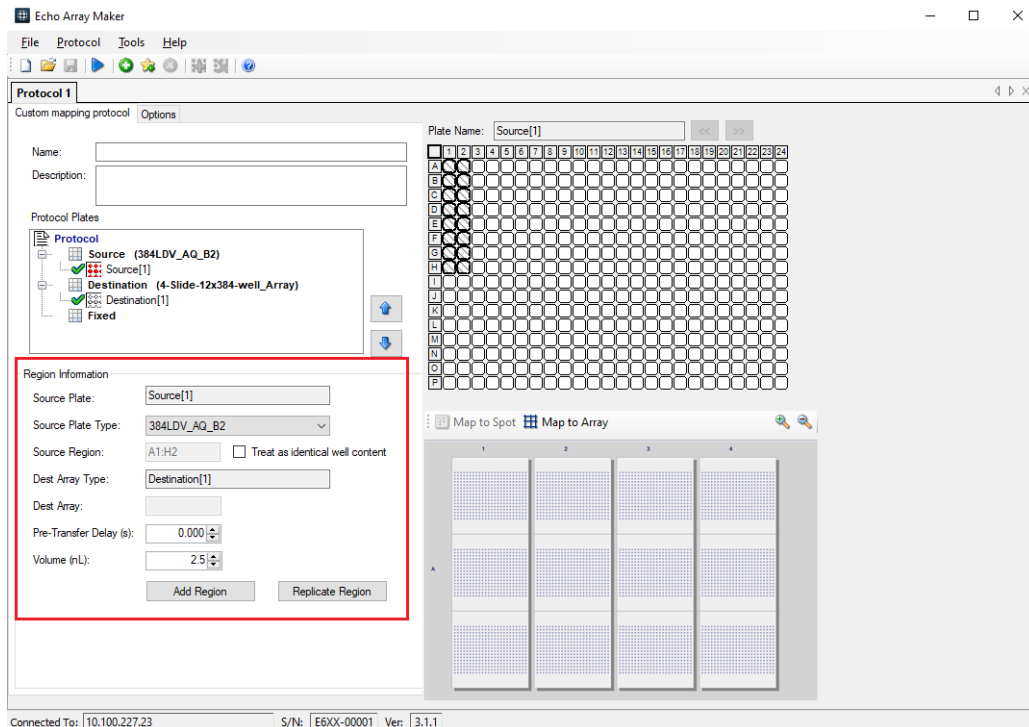 Echo Array Maker
File Protocol Tools Help
Protocol 1
Custom mapping protocol Options
Name:
Description:
Protocol Plates
Protocol
Source (384LDV_AQ_B2)
Source[1]
Destination (4-Slide-12x384-well_Array)
Destination[1]
Fixed
Region Information
Source Plate: Source[1]
Source Plate Type: 384LDV_AQ_B2
Source Region: A1:H2 Treat as identical well content
Dest Array Type: Destination[1]
Dest Array:
Pre-Transfer Delay (s): 0.000
Volume (nL): 2.5
Add Region Replicate Region
Plate Name: Source[1] << >>
1 2 3 4 5 6 7 8 9 10 11 12 13 14 15 16 17 18 19 20 21 22 23 24
A
B
C
D
E
F
G
H
I
J
K
L
M
N
O
P
Map to Spot Map to Array
1 2 3 4
A
Connected To: 10.100.227.23 S/N: E6XX-00001 Ver: 3.1.1